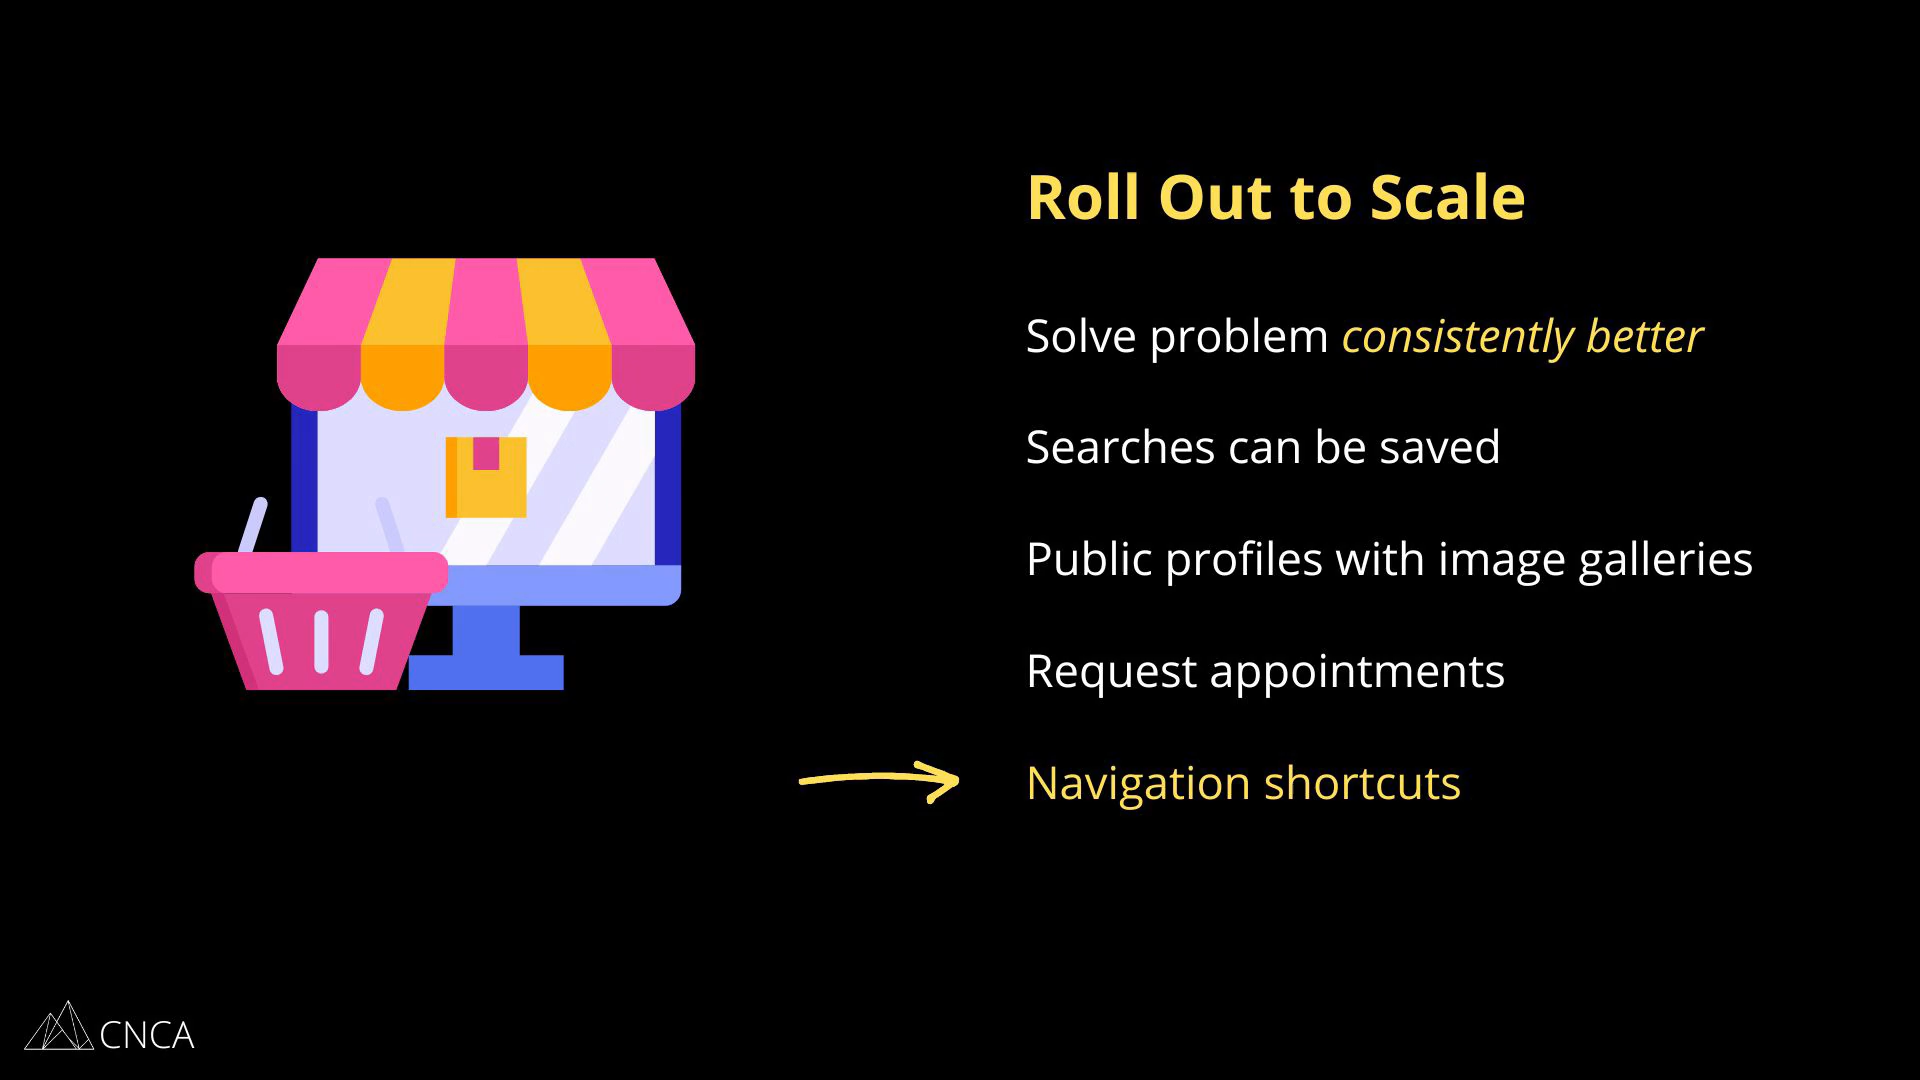 Roll Out to Scale
Solve problem consistently better
Searches can be saved
Public profiles with image galleries
Request appointments
Navigation shortcuts
CNCA